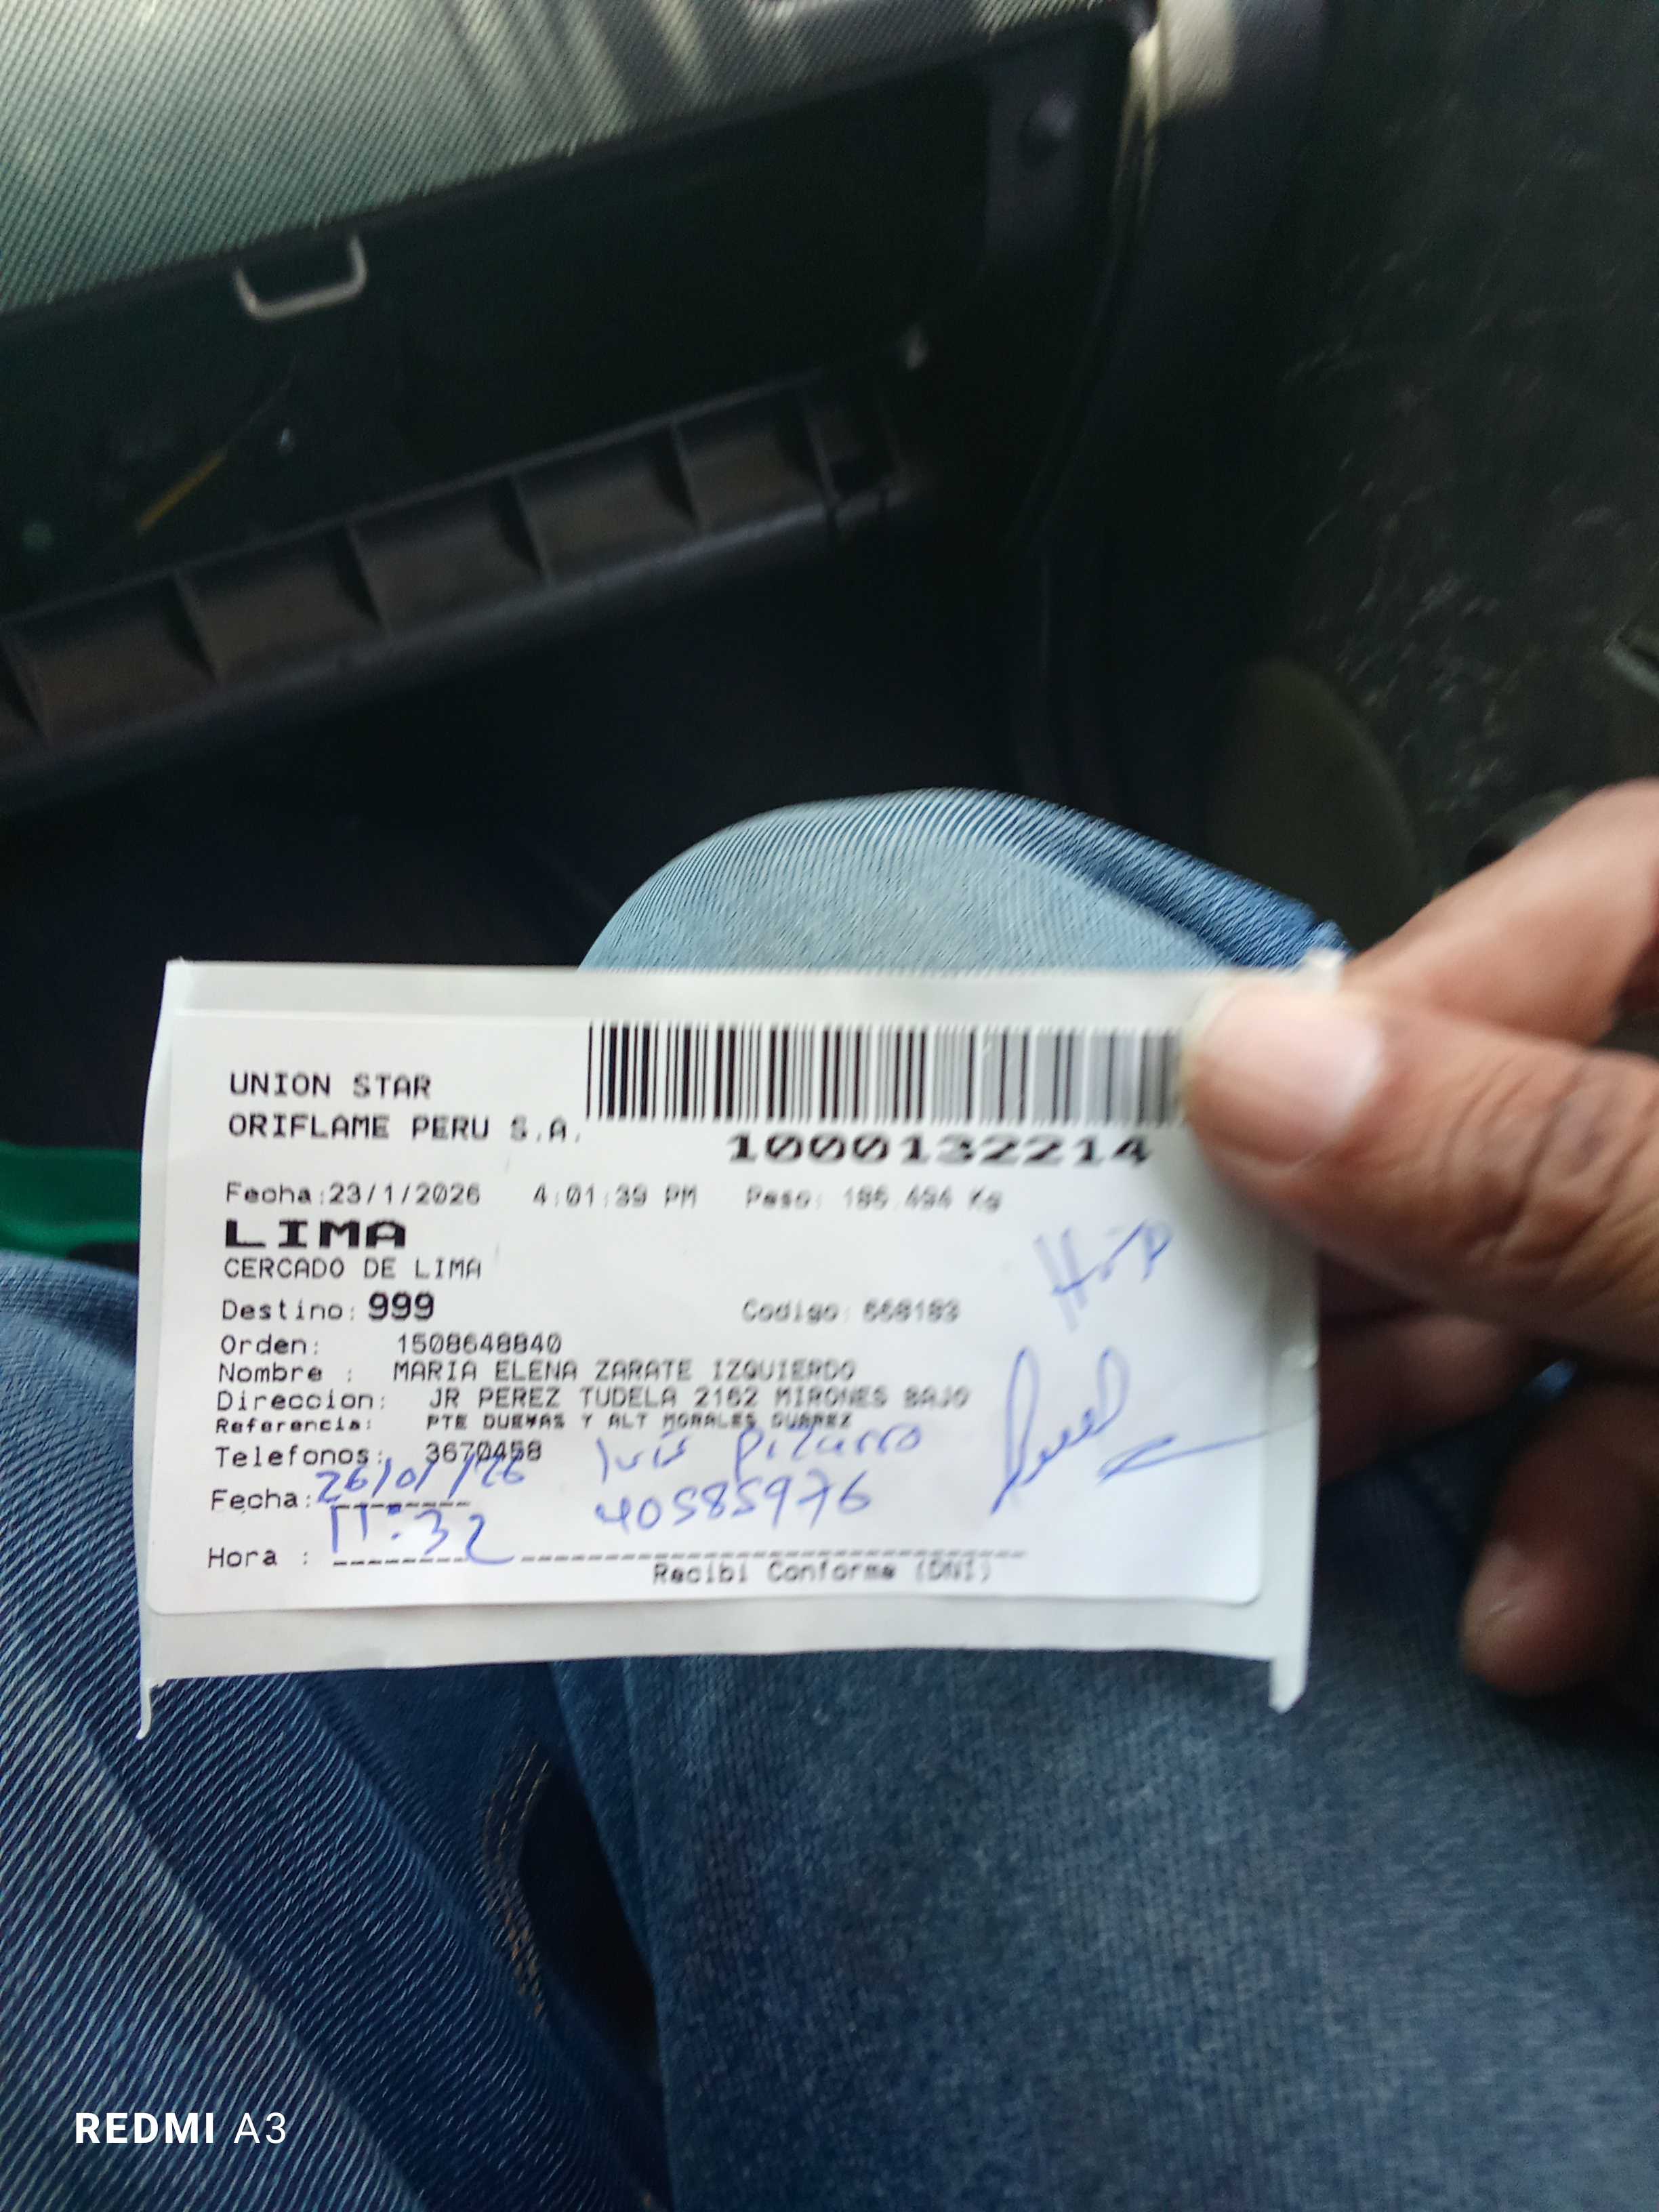 UNION STAR
ORIFLAME PERU S.A.
1000132214
Fecha:23/1/2026 4:01:39 PM Peso: 186.494 Kg
LIMA
CERCADO DE LIMA
Destino: 999 Codigo: 668183
Orden: 1508648840
Nombre : MARIA ELENA ZARATE IZQUIERDO
Direccion: JR PEREZ TUDELA 2162 MIRONES BAJO
Referencia: PTE DUEÑAS Y ALT MORALES SUAREZ
Telefonos: 3670458 luis Pizarro
Fecha: 26/01/26 40585976
Hora : 11:32
Recibi Conforme (DNI)
REDMI A3